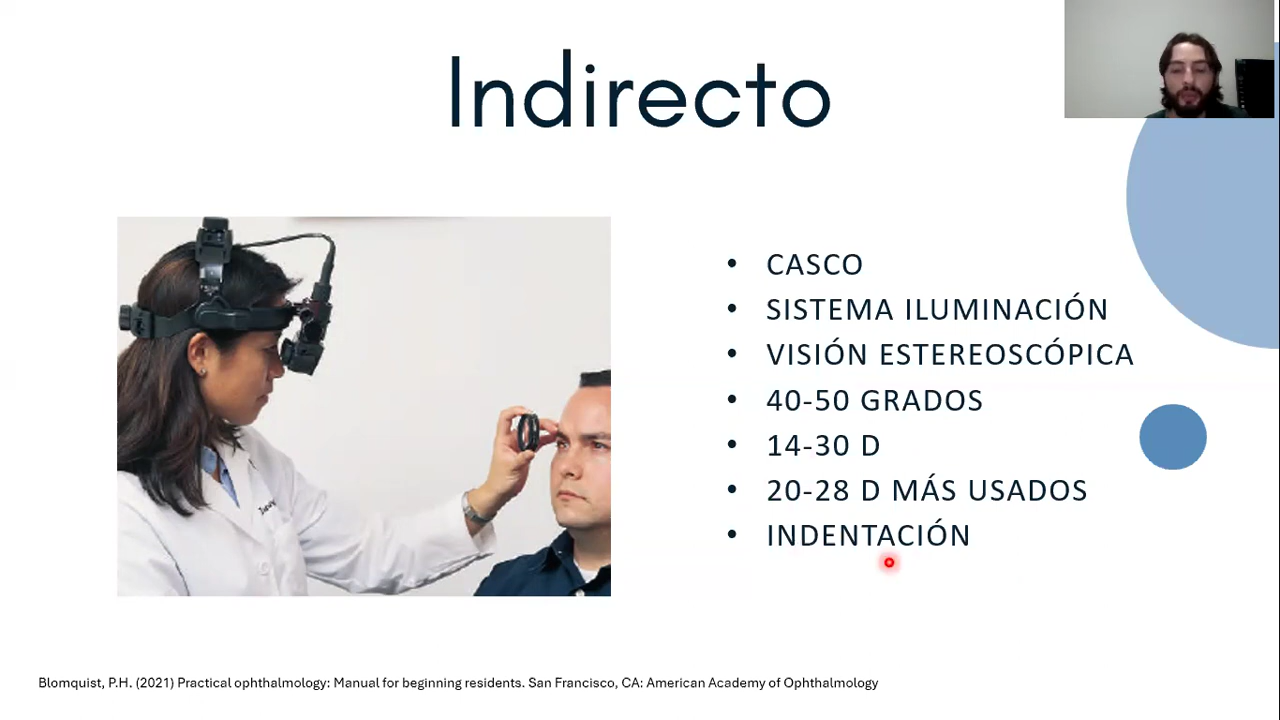 Indirecto
• CASCO
• SISTEMA ILUMINACIÓN
• VISIÓN ESTEREOSCÓPICA
• 40-50 GRADOS
• 14-30 D
• 20-28 D MÁS USADOS
• INDENTACIÓN
Blomquist, P.H. (2021) Practical ophthalmology: Manual for beginning residents. San Francisco, CA: American Academy of Ophthalmology